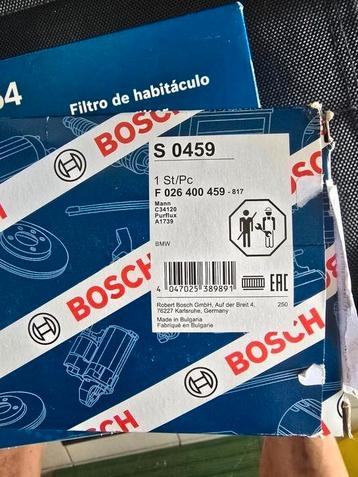 64
Filtro de habitáculo
BOSCH
S 0459
1 St/Pc
F 026 400 459 - 817
Mann
C34120
Purflux
A1739
BMW
4 047025 389891
EAC
Robert Bosch GmbH, Auf der Breit 4,
76227 Karlsruhe, Germany
250
Made in Bulgaria
Fabriqué en Bulgarie
BOSCH
BOSCH
BOSCH